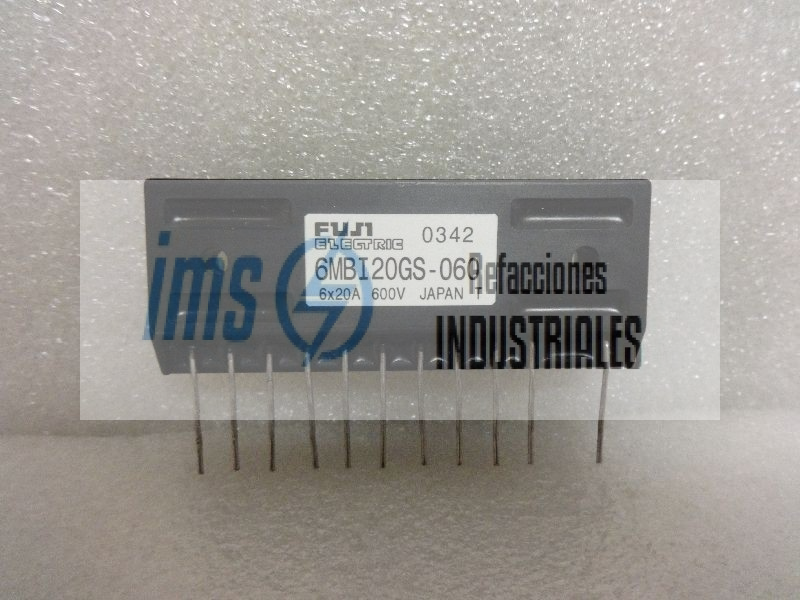 FUJI 0342
ELECTRIC
6MBI20GS-060
6x20A 600V JAPAN T
ims Refacciones
INDUSTRIALES